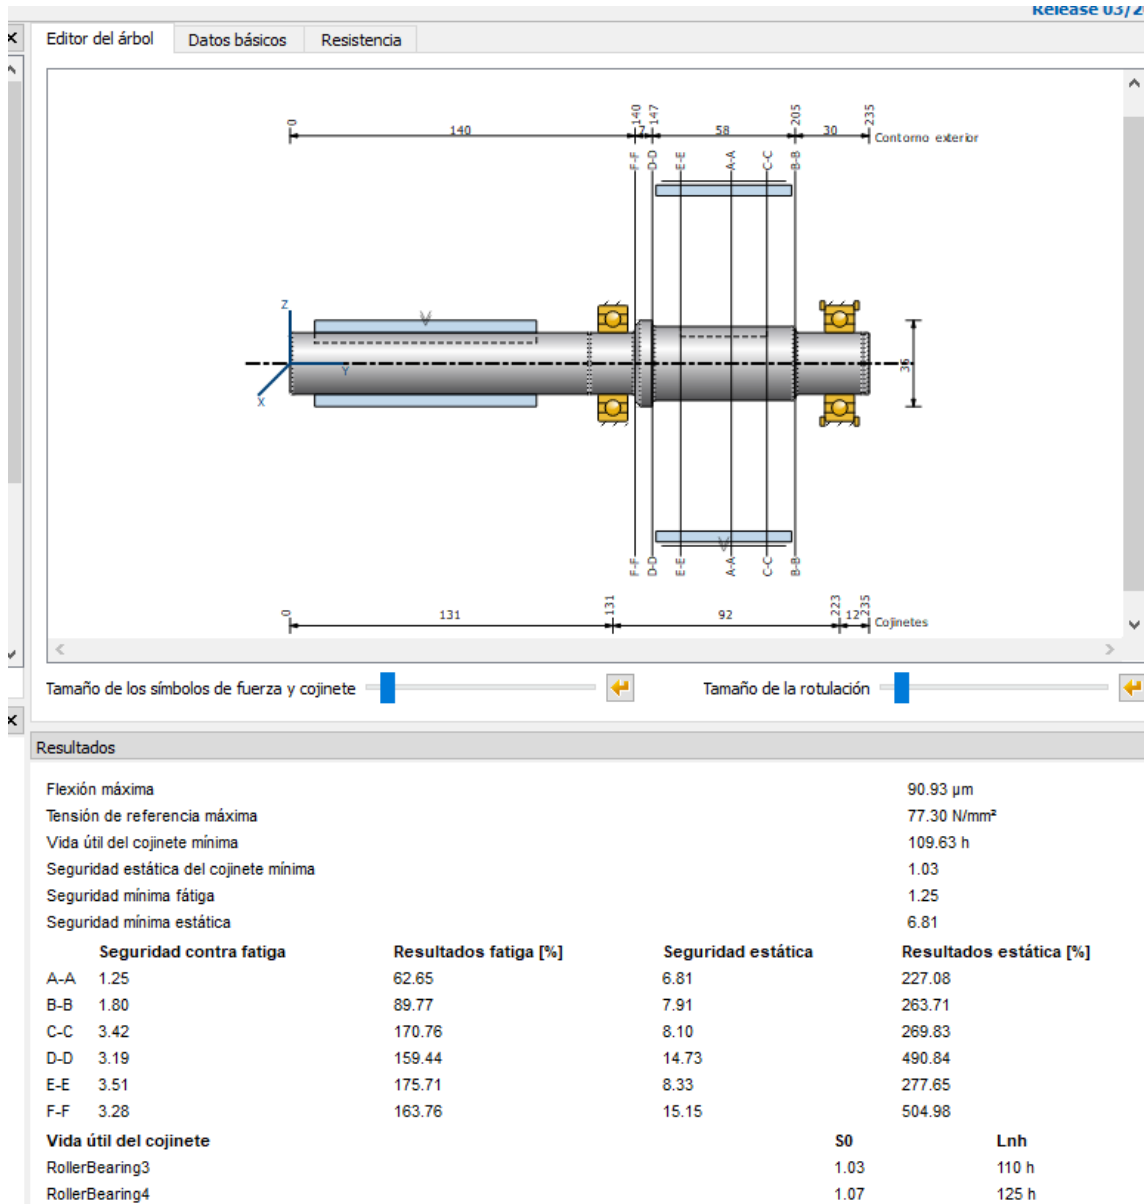 Release 03/2
Editor del árbol Datos básicos Resistencia
0 140 140 7 147 58 205 30 235 Contorno exterior
F-F D-D E-E A-A C-C B-B
Z
Y
X
35
F-F D-D E-E A-A C-C B-B
0 131 131 92 223 12 235 Cojinetes
Tamaño de los símbolos de fuerza y cojinete Tamaño de la rotulación
Resultados
Flexión máxima 90.93 µm
Tensión de referencia máxima 77.30 N/mm²
Vida útil del cojinete mínima 109.63 h
Seguridad estática del cojinete mínima 1.03
Seguridad mínima fátiga 1.25
Seguridad mínima estática 6.81
Seguridad contra fatiga Resultados fatiga [%] Seguridad estática Resultados estática [%]
A-A 1.25 62.65 6.81 227.08
B-B 1.80 89.77 7.91 263.71
C-C 3.42 170.76 8.10 269.83
D-D 3.19 159.44 14.73 490.84
E-E 3.51 175.71 8.33 277.65
F-F 3.28 163.76 15.15 504.98
Vida útil del cojinete S0 Lnh
RollerBearing3 1.03 110 h
RollerBearing4 1.07 125 h